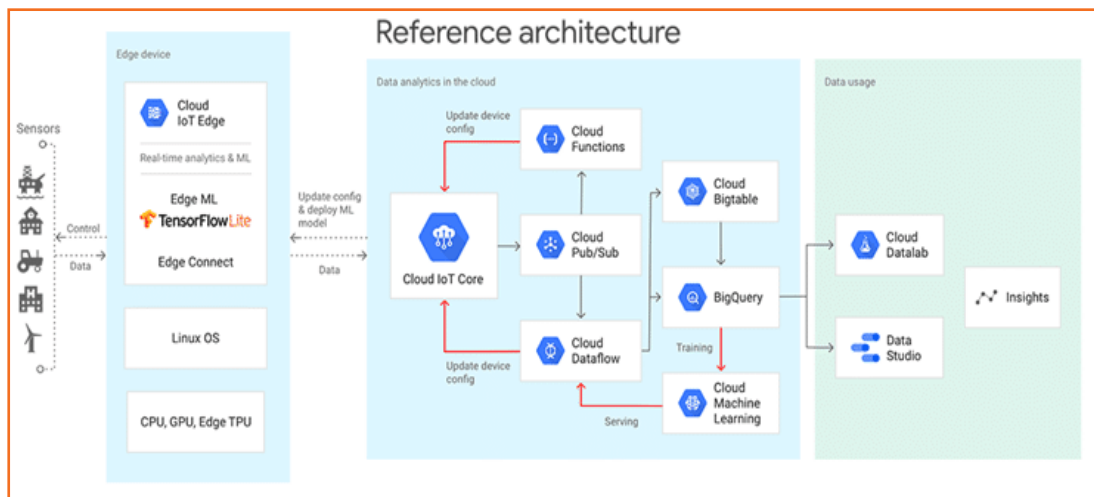 Reference architecture
Edge device
Cloud
IoT Edge
Real-time analytics & ML
Edge ML
TensorFlow Lite
Edge Connect
Linux OS
CPU, GPU, Edge TPU
Sensors
Control
Data
Update config
& deploy ML
model
Data
Data analytics in the cloud
Update device
config
Cloud
Functions
Cloud IoT Core
Cloud
Pub/Sub
Cloud
Dataflow
Update device
config
Cloud
Bigtable
BigQuery
Training
Cloud
Machine
Learning
Serving
Data usage
Cloud
Datalab
Data
Studio
Insights